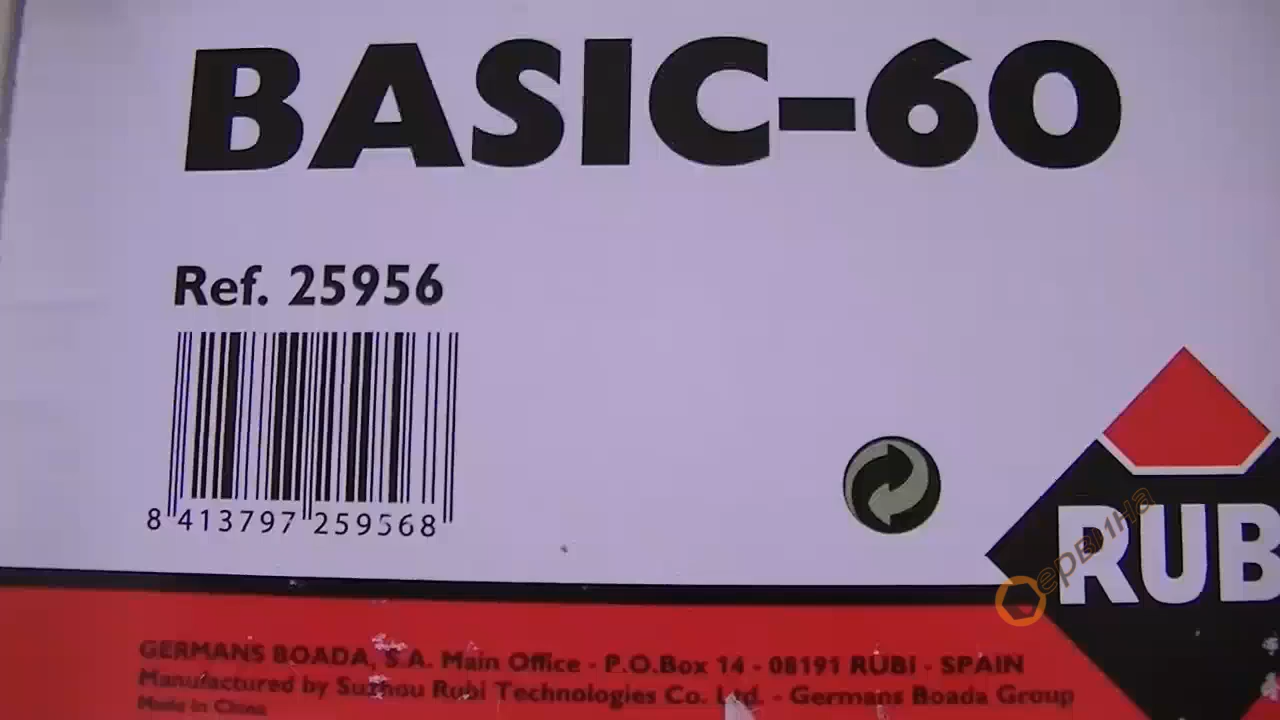 BASIC-60
Ref. 25956
8 413797 259568
RUB
ервина
GERMANS BOADA, S.A. Main Office - P.O.Box 14 - 08191 RUBI - SPAIN
Manufactured by Suzhou Rubi Technologies Co. Ltd. - Germans Boada Group
Made in China